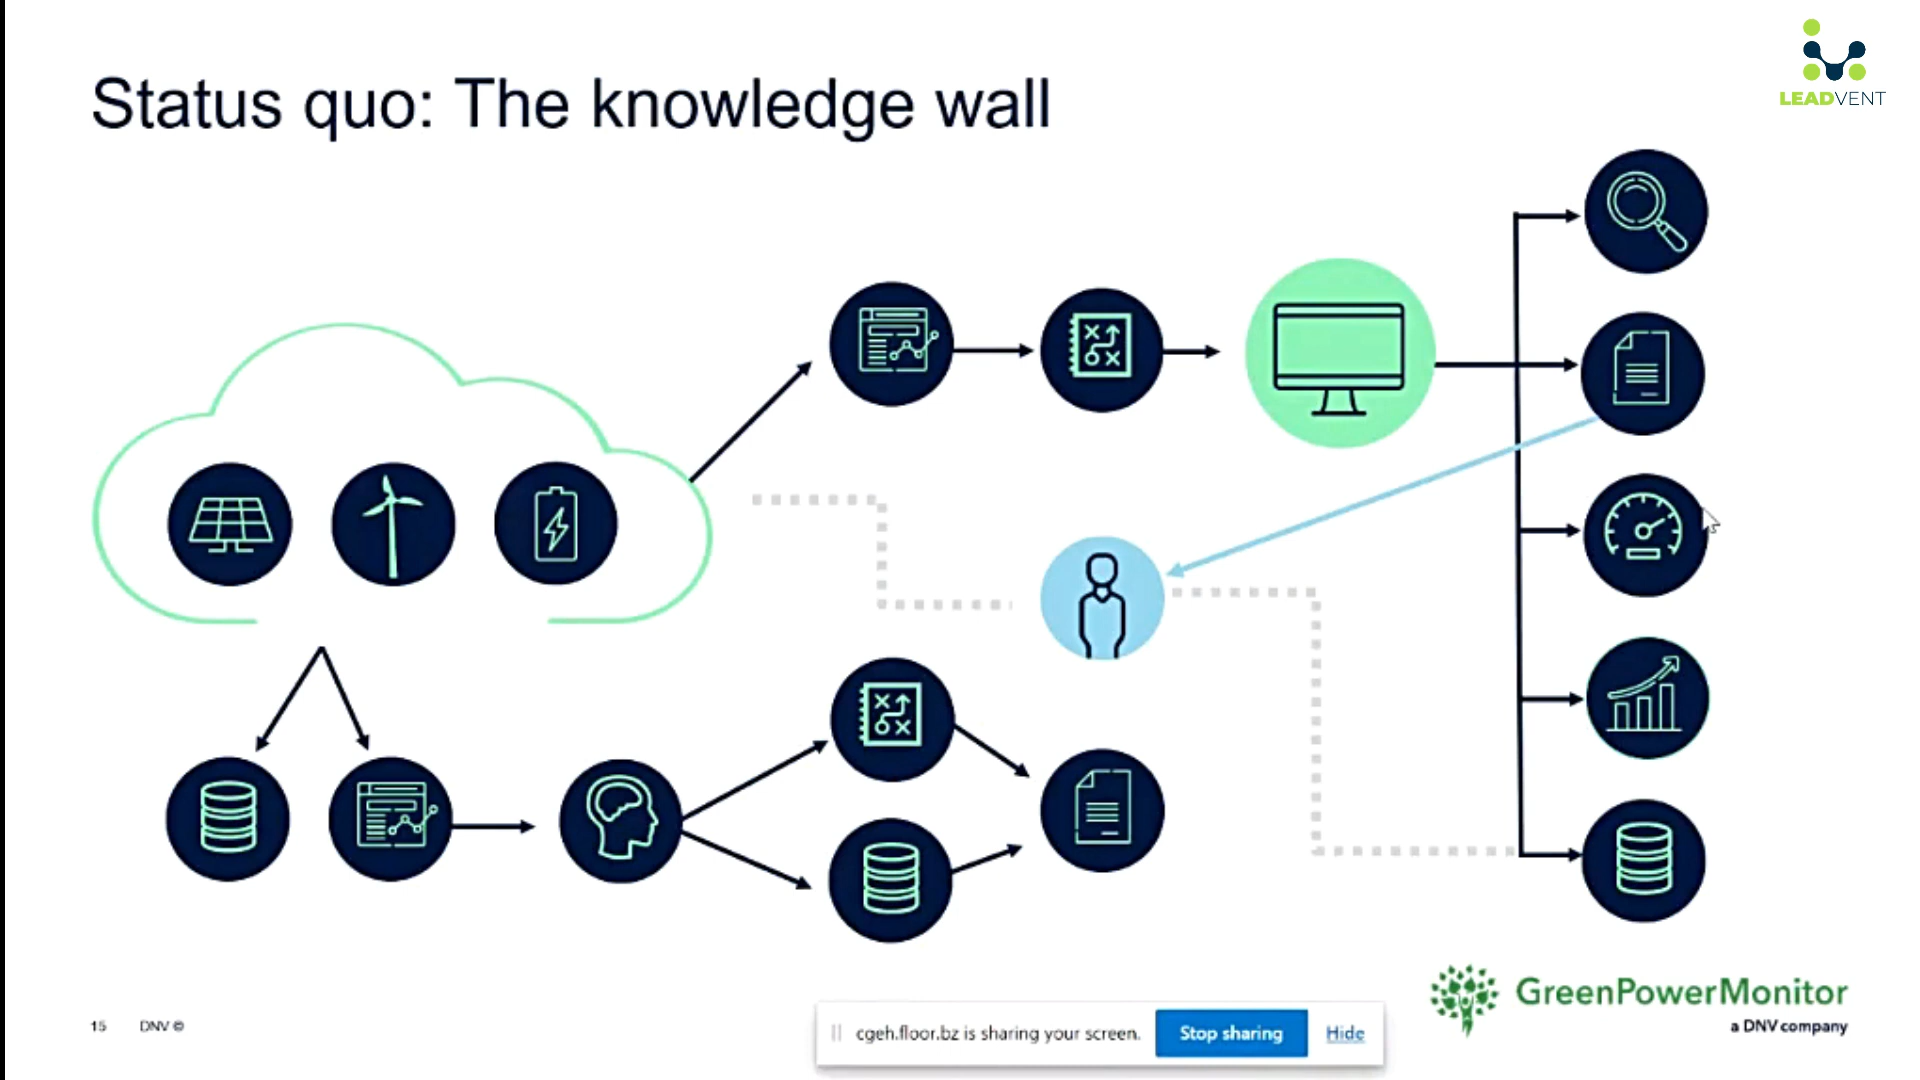 LEADVENT
Status quo: The knowledge wall
GreenPowerMonitor
a DNV company
15 DNV ©
cgeh.floor.bz is sharing your screen. Stop sharing Hide